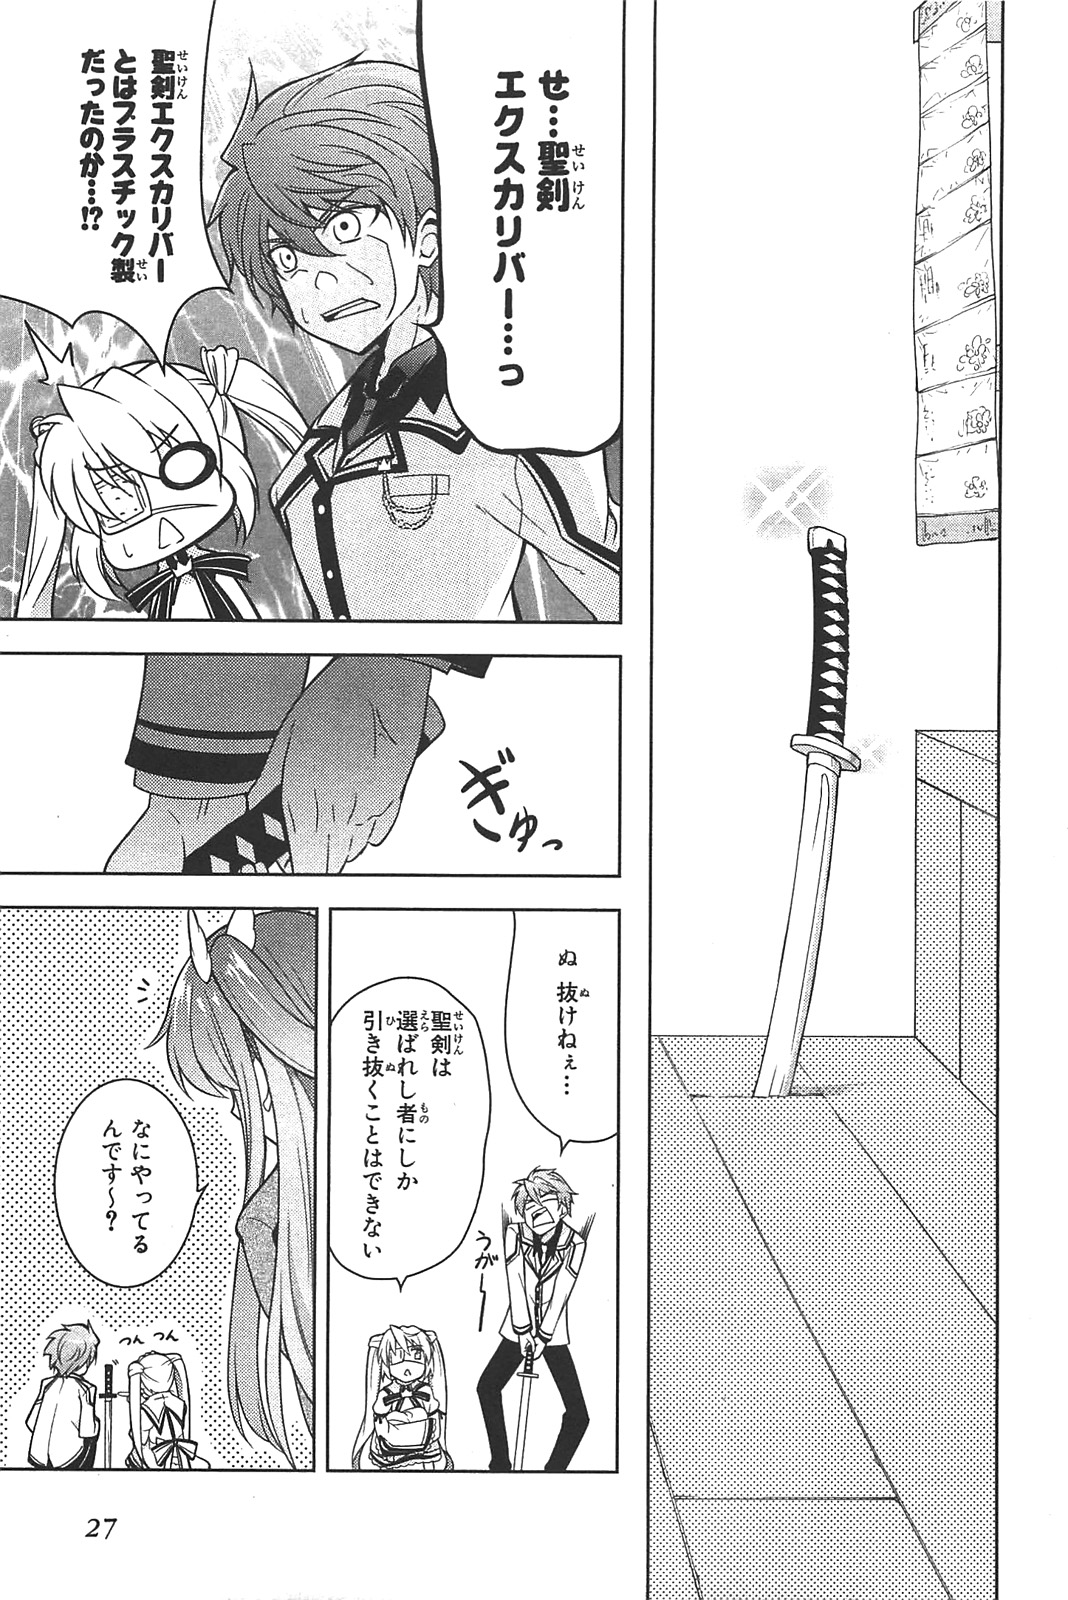 せ…聖剣
エクスカリバー…っ
聖剣エクスカリバー
とはプラスチック製
だったのか…!?
ぎゅっ
ぬ 抜けねぇ…
うがーー
聖剣は
選ばれし者にしか
引き抜くことはできない
なにやってる
んです〜?
つん つん
27